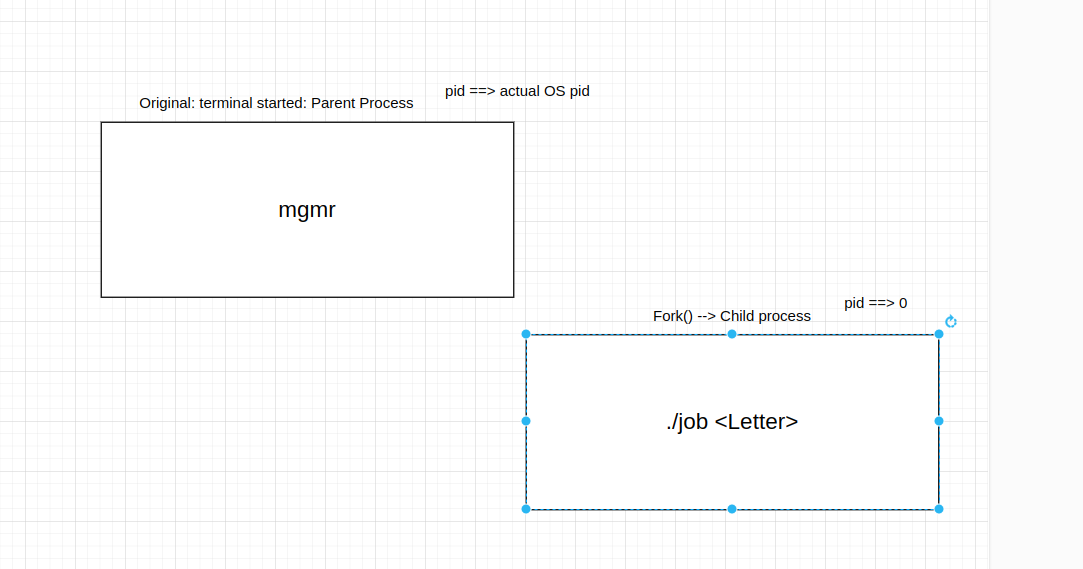 pid ==> actual OS pid
Original: terminal started: Parent Process
mgmr
pid ==> 0
Fork() --> Child process
./job <Letter>